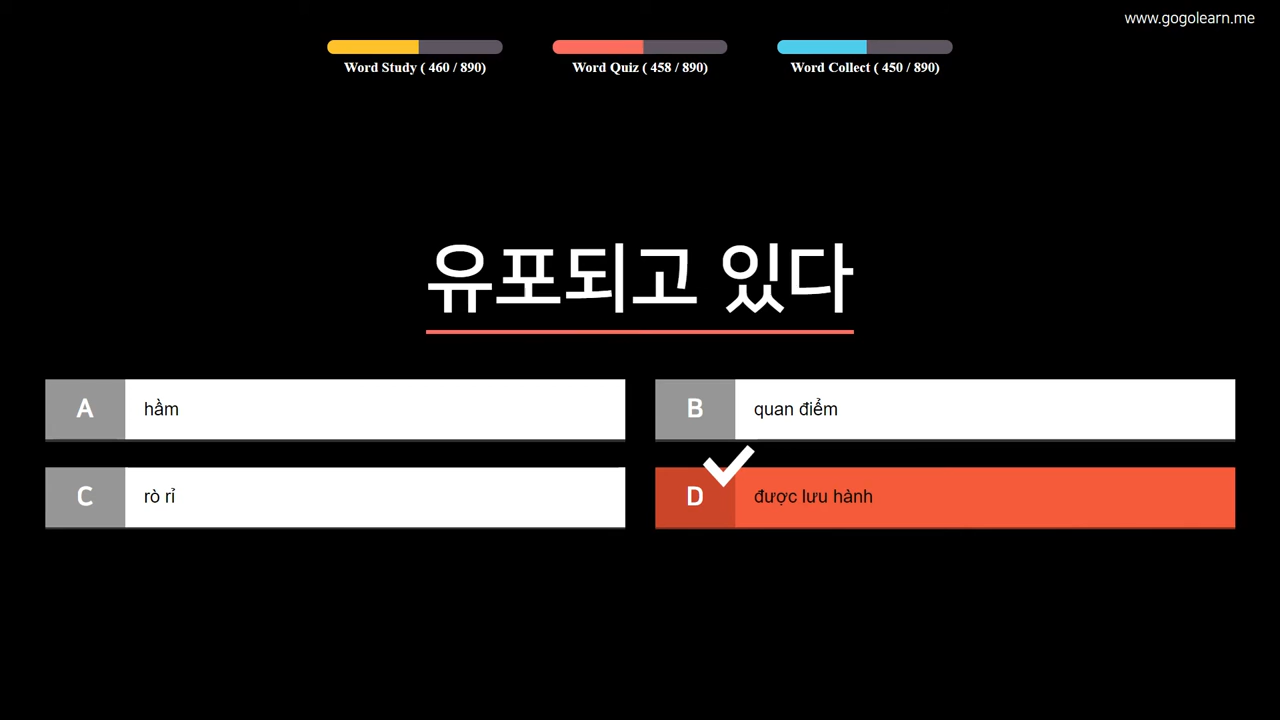 www.gogolearn.me
Word Study ( 460 / 890)
Word Quiz ( 458 / 890)
Word Collect ( 450 / 890)
유포되고 있다
A hầm
B quan điểm
C rò rỉ
D được lưu hành